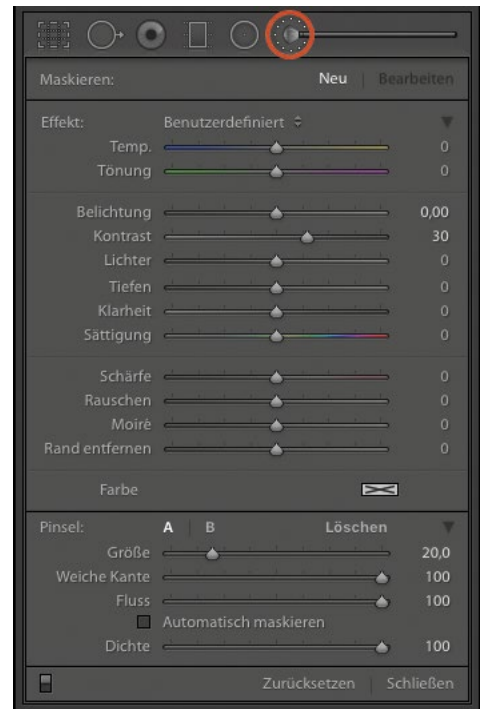 Maskieren: Neu | Bearbeiten
Effekt: Benutzerdefiniert
Temp. 0
Tönung 0
Belichtung 0,00
Kontrast 30
Lichter 0
Tiefen 0
Klarheit 0
Sättigung 0
Schärfe 0
Rauschen 0
Moiré 0
Rand entfernen 0
Farbe
Pinsel: A | B Löschen
Größe 20,0
Weiche Kante 100
Fluss 100
Automatisch maskieren
Dichte 100
Zurücksetzen | Schließen